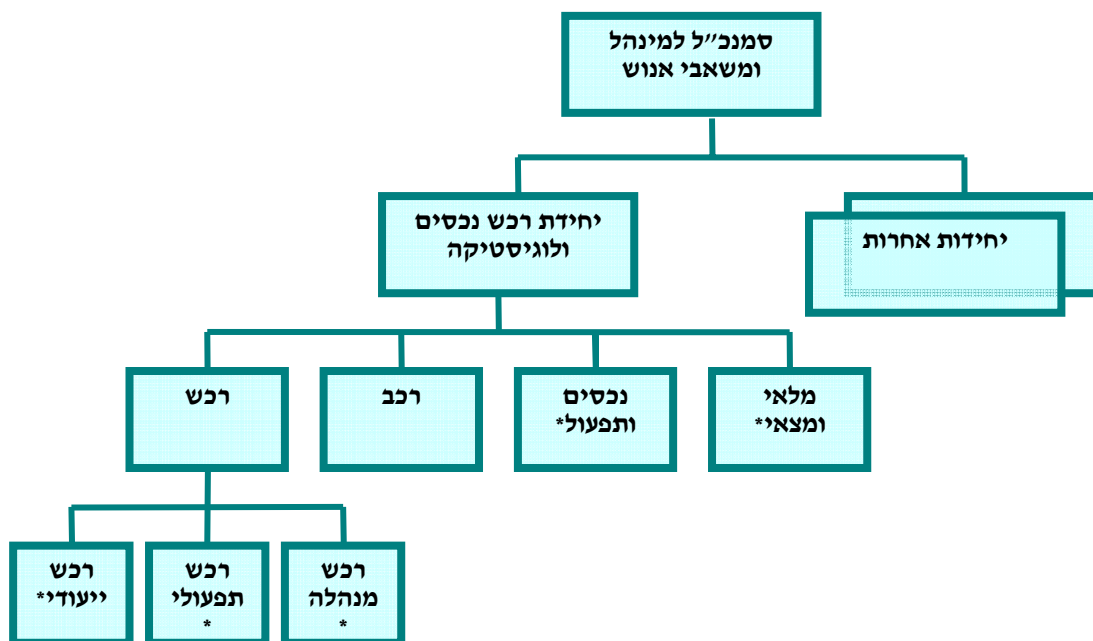 סמנכ״ל למינהל
ומשאבי אנוש
יחידות אחרות
יחידת רכש נכסים
ולוגיסטיקה
מלאי
ומצאי*
נכסים
ותפעול*
רכב
רכש
רכש
מנהלה
*
רכש
תפעולי
*
רכש
ייעודי*